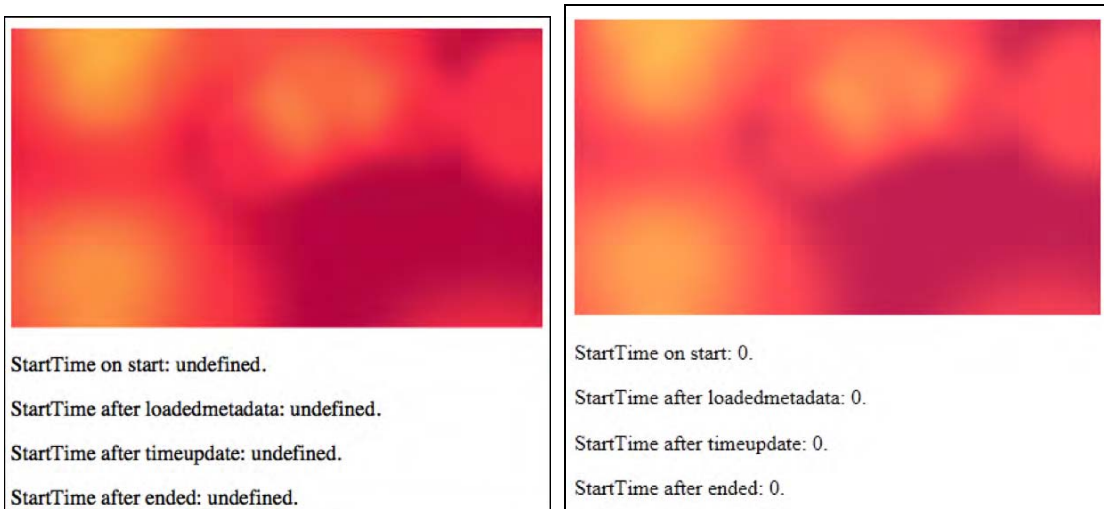 StartTime on start: undefined.
StartTime after loadedmetadata: undefined.
StartTime after timeupdate: undefined.
StartTime after ended: undefined.
StartTime on start: 0.
StartTime after loadedmetadata: 0.
StartTime after timeupdate: 0.
StartTime after ended: 0.